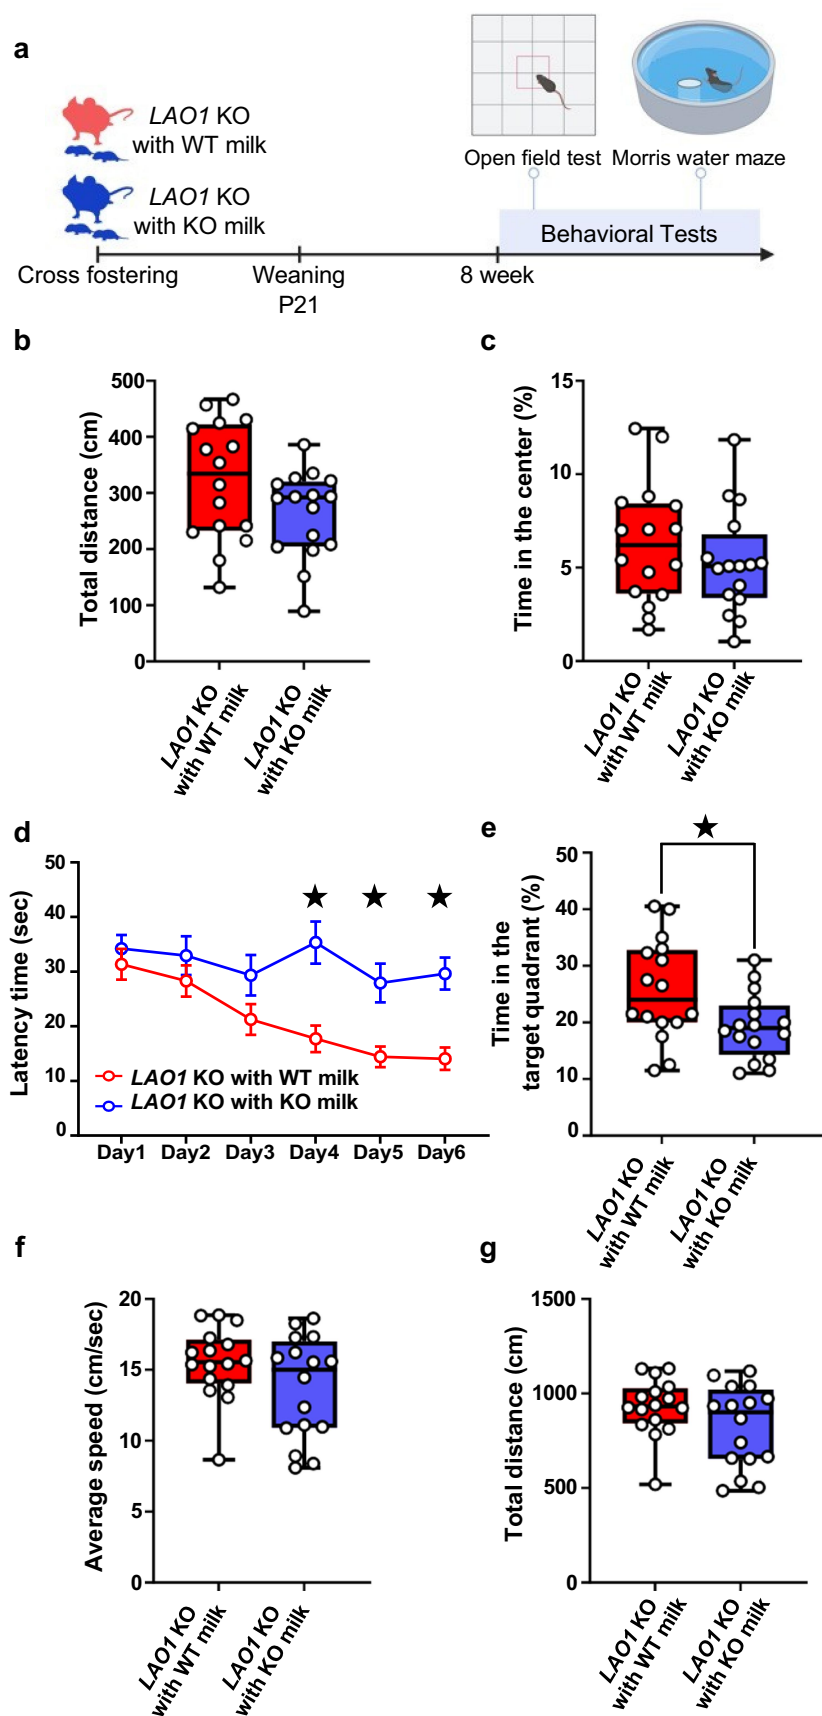 a
LAO1 KO
with WT milk
LAO1 KO
with KO milk
Open field test
Morris water maze
Behavioral Tests
Cross fostering
Weaning
P21
8 week
b
Total distance (cm)
500
400
300
200
100
0
LAO1 KO
with WT milk
LAO1 KO
with KO milk
c
Time in the center (%)
15
10
5
0
LAO1 KO
with WT milk
LAO1 KO
with KO milk
d
Latency time (sec)
50
40
30
20
10
0
LAO1 KO with WT milk
LAO1 KO with KO milk
Day1 Day2 Day3 Day4 Day5 Day6
e
Time in the
target quadrant (%)
50
40
30
20
10
0
LAO1 KO
with WT milk
LAO1 KO
with KO milk
f
Average speed (cm/sec)
20
15
10
5
0
LAO1 KO
with WT milk
LAO1 KO
with KO milk
g
Total distance (cm)
1500
1000
500
0
LAO1 KO
with WT milk
LAO1 KO
with KO milk